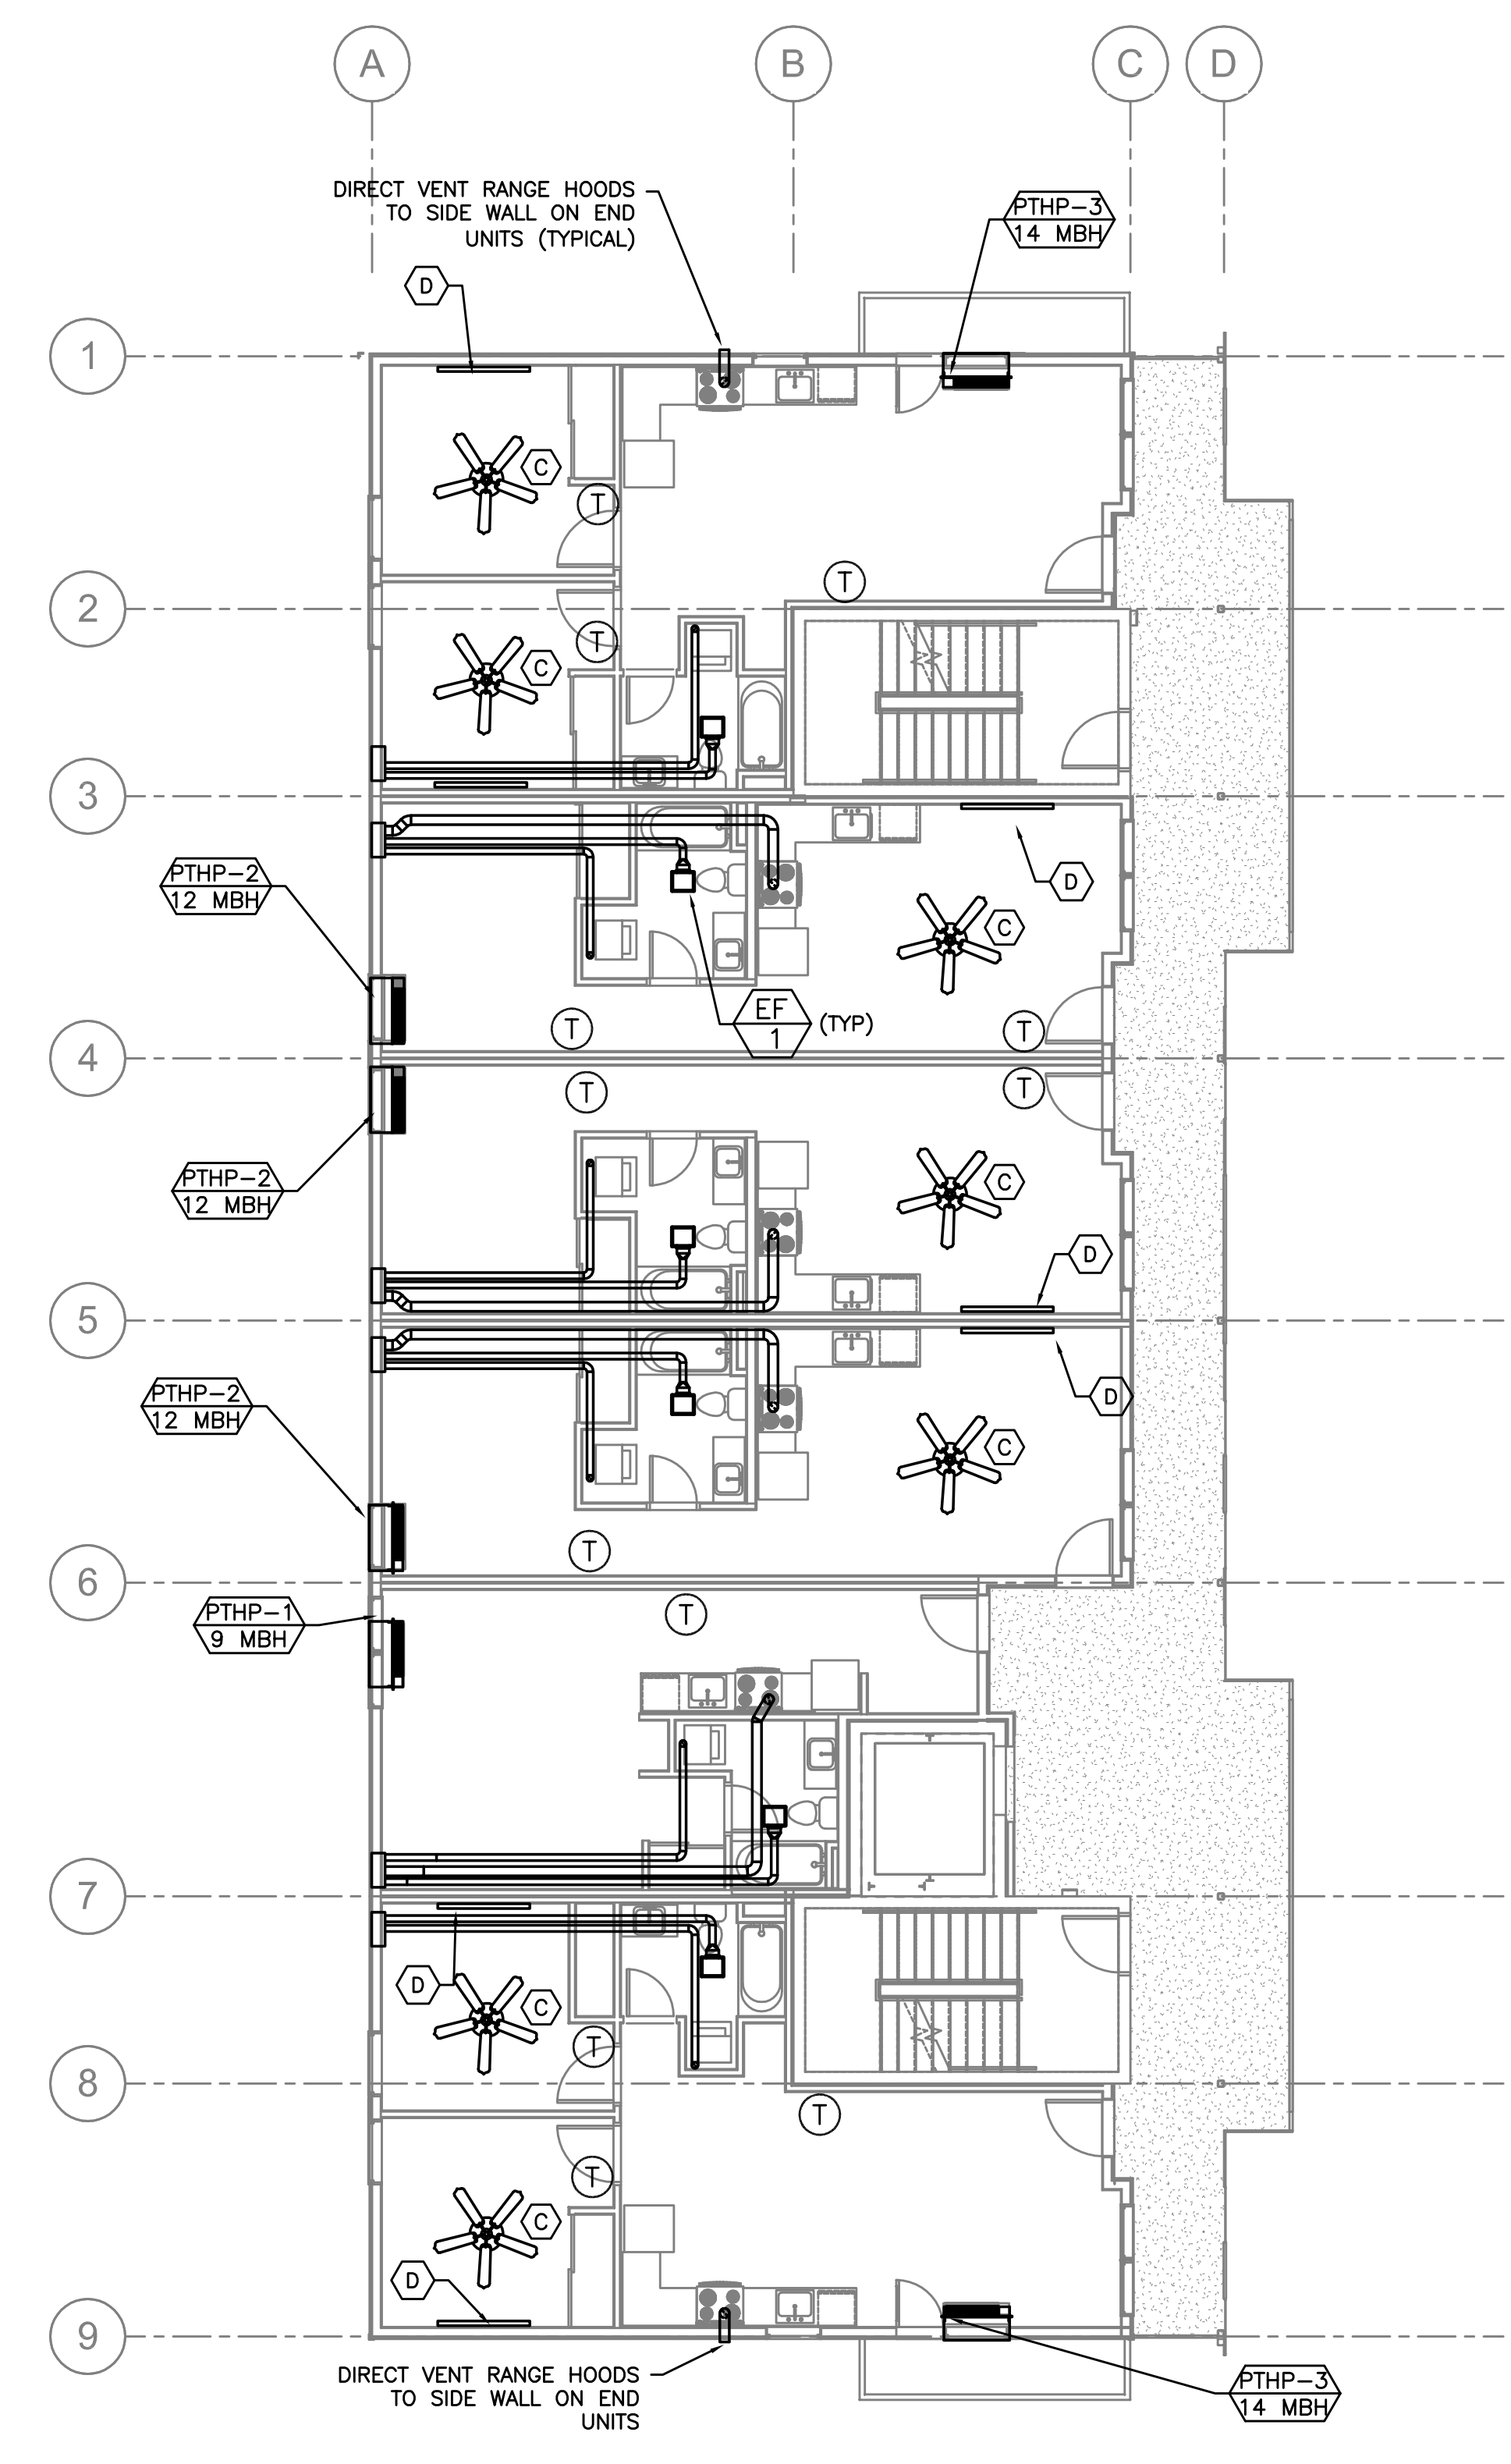 A
B
C
D
DIRECT VENT RANGE HOODS
TO SIDE WALL ON END
UNITS (TYPICAL)
PTHP-3
14 MBH
D
1
C
T
T
2
T
C
3
PTHP-2
12 MBH
D
C
EF
1
(TYP)
T
T
4
T
T
PTHP-2
12 MBH
C
D
5
PTHP-2
12 MBH
D
C
T
6
PTHP-1
9 MBH
T
7
D
C
T
8
T
T
C
D
9
DIRECT VENT RANGE HOODS
TO SIDE WALL ON END
UNITS
PTHP-3
14 MBH